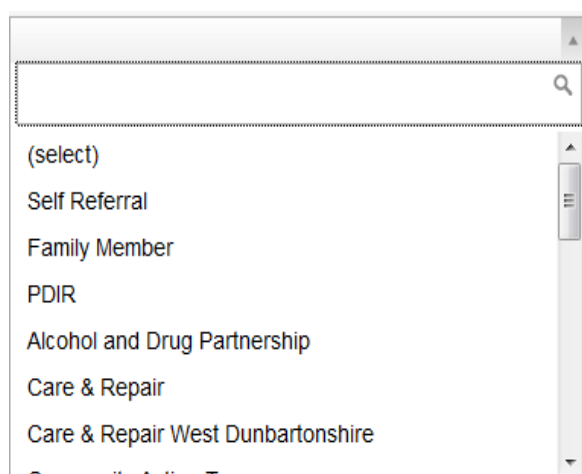 (select)
Self Referral
Family Member
PDIR
Alcohol and Drug Partnership
Care & Repair
Care & Repair West Dunbartonshire